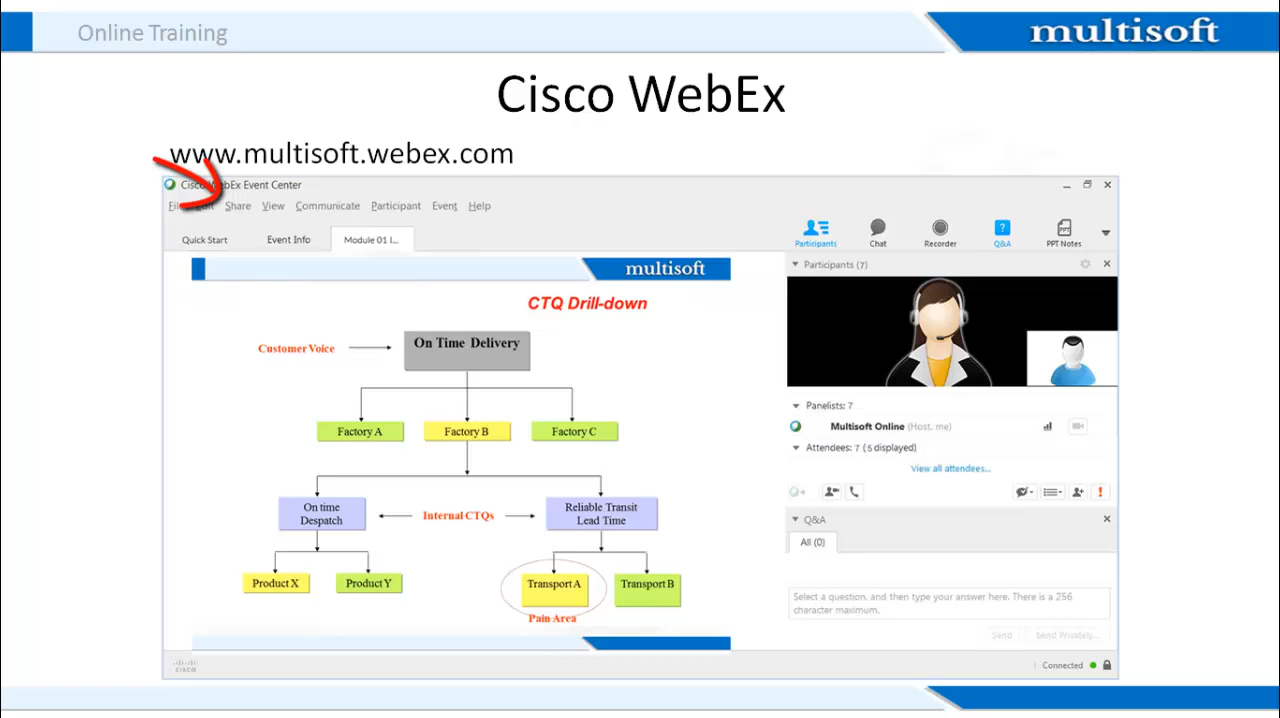 Online Training
multisoft
Cisco WebEx
www.multisoft.webex.com
Cisco WebEx Event Center
File Edit Share View Communicate Participant Event Help
Quick Start Event Info Module 01 I...
Participants Chat Recorder Q&A PPT Notes
multisoft
CTQ Drill-down
Customer Voice
On Time Delivery
Factory A Factory B Factory C
On time
Despatch
Internal CTQs
Reliable Transit
Lead Time
Product X Product Y Transport A Transport B
Pain Area
Participants (7)
Panelists: 7
Multisoft Online (Host, me)
Attendees: 7 (5 displayed)
View all attendees...
Q&A
All (0)
Select a question, and then type your answer here. There is a 256
character maximum.
Send Send Privately...
cisco
Connected